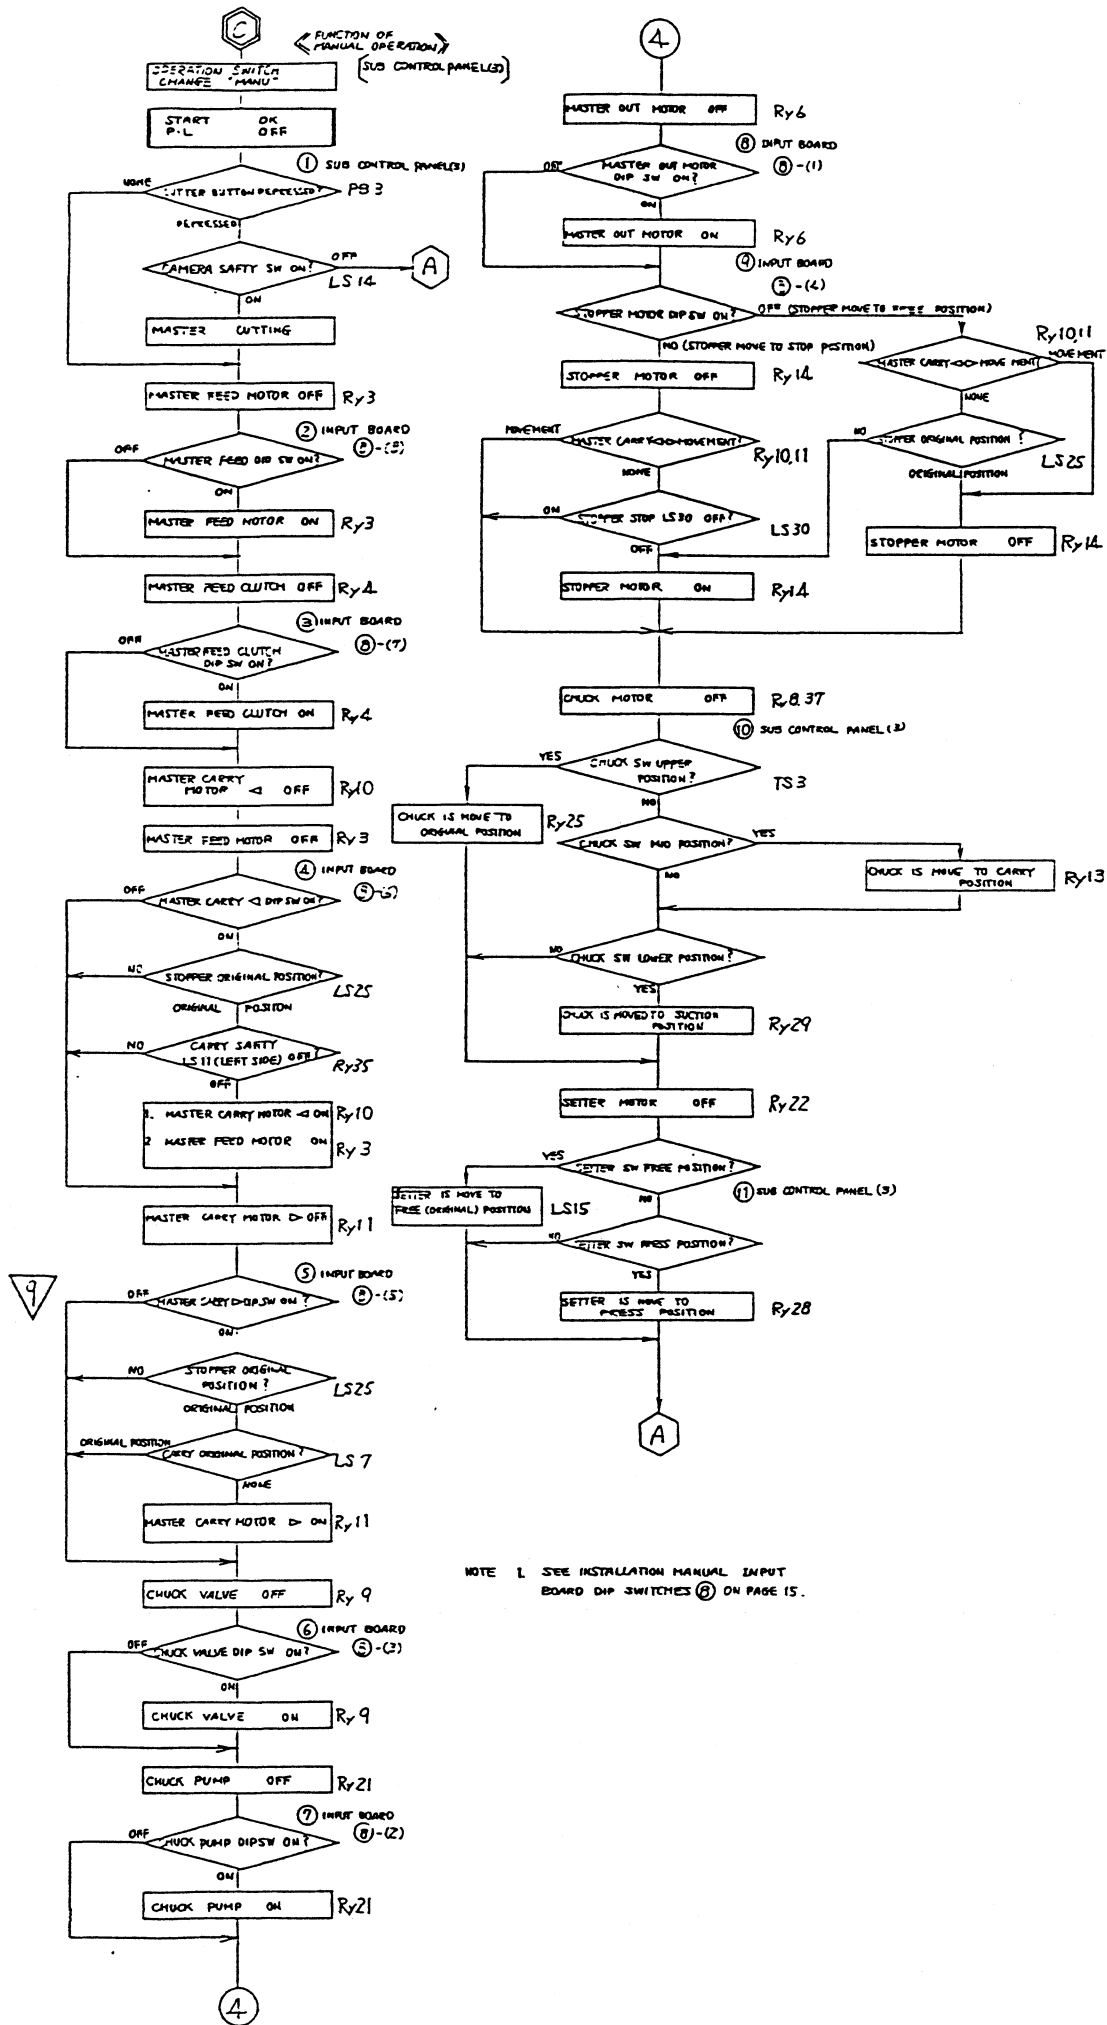 C
FUNCTION OF
MANUAL OPERATION
SUB CONTROL PANEL(3)
OPERATION SWITCH
CHANGE "MANU"
START OK
P·L OFF
① SUB CONTROL PANEL(3)
CUTTER BUTTON DEPRESSED?
PB3
NONE
DEPRESSED
CAMERA SAFTY SW ON?
OFF
LS14
A
ON
MASTER CUTTING
MASTER FEED MOTOR OFF
Ry3
② INPUT BOARD
MASTER FEED DIP SW ON?
OFF
ON
MASTER FEED MOTOR ON
Ry3
MASTER FEED CLUTCH OFF
Ry4
③ INPUT BOARD
⑧-(7)
MASTER FEED CLUTCH
DIP SW ON?
OFF
ON
MASTER FEED CLUTCH ON
Ry4
MASTER CARRY
MOTOR ◁ OFF
Ry10
MASTER FEED MOTOR OFF
Ry3
④ INPUT BOARD
⑧-(6)
MASTER CARRY ◁ DIP SW ON?
OFF
ON
STOPPER ORIGINAL POSITION?
NO
LS25
ORIGINAL POSITION
CARRY SAFTY
LS11(LEFT SIDE) OFF?
NO
Ry35
OFF
1. MASTER CARRY MOTOR ◁ ON
Ry10
2 MASTER FEED MOTOR ON
Ry3
MASTER CARRY MOTOR ▷ OFF
Ry11
9
⑤ INPUT BOARD
⑧-(5)
MASTER CARRY ▷ DIP SW ON?
OFF
ON
STOPPER ORIGINAL
POSITION?
NO
LS25
ORIGINAL POSITION
CARRY ORIGINAL POSITION?
ORIGINAL POSITION
LS7
NONE
MASTER CARRY MOTOR ▷ ON
Ry11
CHUCK VALVE OFF
Ry9
⑥ INPUT BOARD
⑧-(3)
CHUCK VALVE DIP SW ON?
OFF
ON
CHUCK VALVE ON
Ry9
CHUCK PUMP OFF
Ry21
⑦ INPUT BOARD
⑧-(2)
CHUCK PUMP DIPSW ON?
OFF
ON
CHUCK PUMP ON
Ry21
4
4
MASTER OUT MOTOR OFF
Ry6
⑧ INPUT BOARD
⑧-(1)
MASTER OUT MOTOR
DIP SW ON?
OFF
ON
MASTER OUT MOTOR ON
Ry6
⑨ INPUT BOARD
⑧-(4)
STOPPER MOTOR DIPSW ON?
OFF (STOPPER MOVE TO FREE POSITION)
NO (STOPPER MOVE TO STOP POSITION)
STOPPER MOTOR OFF
Ry14
MASTER CARRY ◁▷ MOVEMENT?
MOVEMENT
Ry10,11
NONE
STOPPER STOP LS30 OFF?
ON
LS30
OFF
STOPPER MOTOR ON
Ry14
Ry10,11
MASTER CARRY ◁▷ MOVE MENT
MOVEMENT
NONE
STOPPER ORIGINAL POSITION?
NO
LS25
ORIGINAL POSITION
STOPPER MOTOR OFF
Ry14
CHUCK MOTOR OFF
Ry8.37
⑩ SUB CONTROL PANEL(3)
CHUCK SW UPPER
POSITION?
YES
TS3
NO
CHUCK IS MOVE TO
ORIGINAL POSITION
Ry25
CHUCK SW MID POSITION?
YES
NO
CHUCK IS MOVE TO CARRY
POSITION
Ry13
CHUCK SW LOWER POSITION?
NO
YES
CHUCK IS MOVED TO SUCTION
POSITION
Ry29
SETTER MOTOR OFF
Ry22
SETTER SW FREE POSITION?
YES
NO
⑪ SUB CONTROL PANEL(3)
SETTER IS MOVE TO
FREE (ORIGINAL) POSITION
LS15
SETTER SW PRESS POSITION?
NO
YES
SETTER IS MOVE TO
PRESS POSITION
Ry28
A
NOTE 1. SEE INSTALLATION MANUAL INPUT
BOARD DIP SWITCHES ⑧ ON PAGE 15.